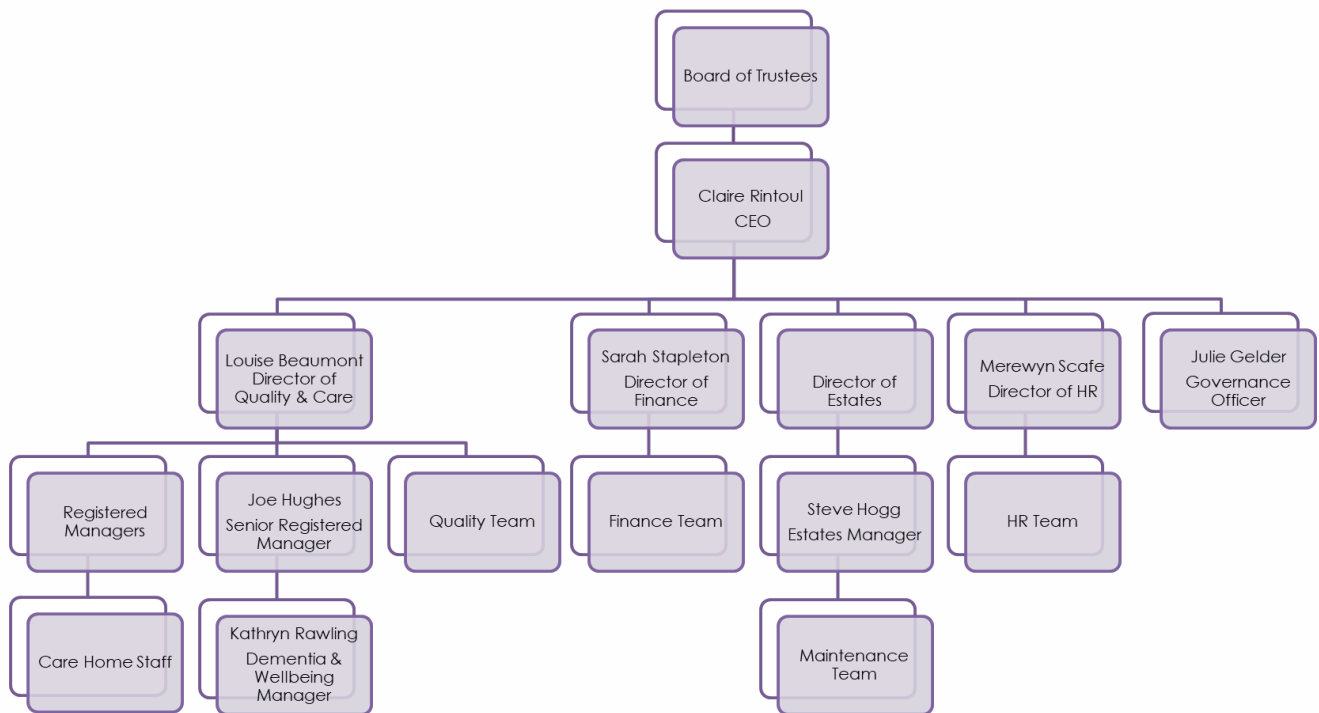 Board of Trustees
Claire Rintoul
CEO
Louise Beaumont
Director of
Quality & Care
Sarah Stapleton
Director of
Finance
Director of
Estates
Merewyn Scafe
Director of HR
Julie Gelder
Governance
Officer
Registered
Managers
Joe Hughes
Senior Registered
Manager
Quality Team
Finance Team
Steve Hogg
Estates Manager
HR Team
Care Home Staff
Kathryn Rawling
Dementia &
Wellbeing
Manager
Maintenance
Team